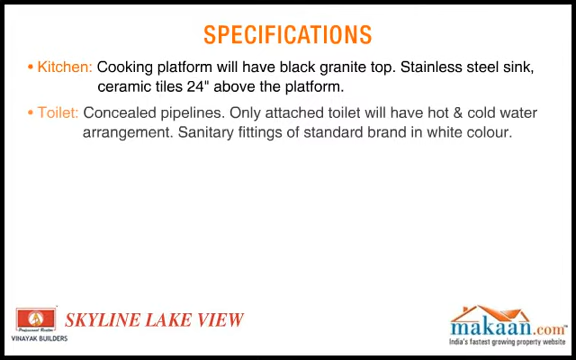 SPECIFICATIONS
• Kitchen: Cooking platform will have black granite top. Stainless steel sink,
ceramic tiles 24" above the platform.
• Toilet: Concealed pipelines. Only attached toilet will have hot & cold water
arrangement. Sanitary fittings of standard brand in white colour.
SKYLINE LAKE VIEW
VINAYAK BUILDERS
makaan.com
India's fastest growing property website